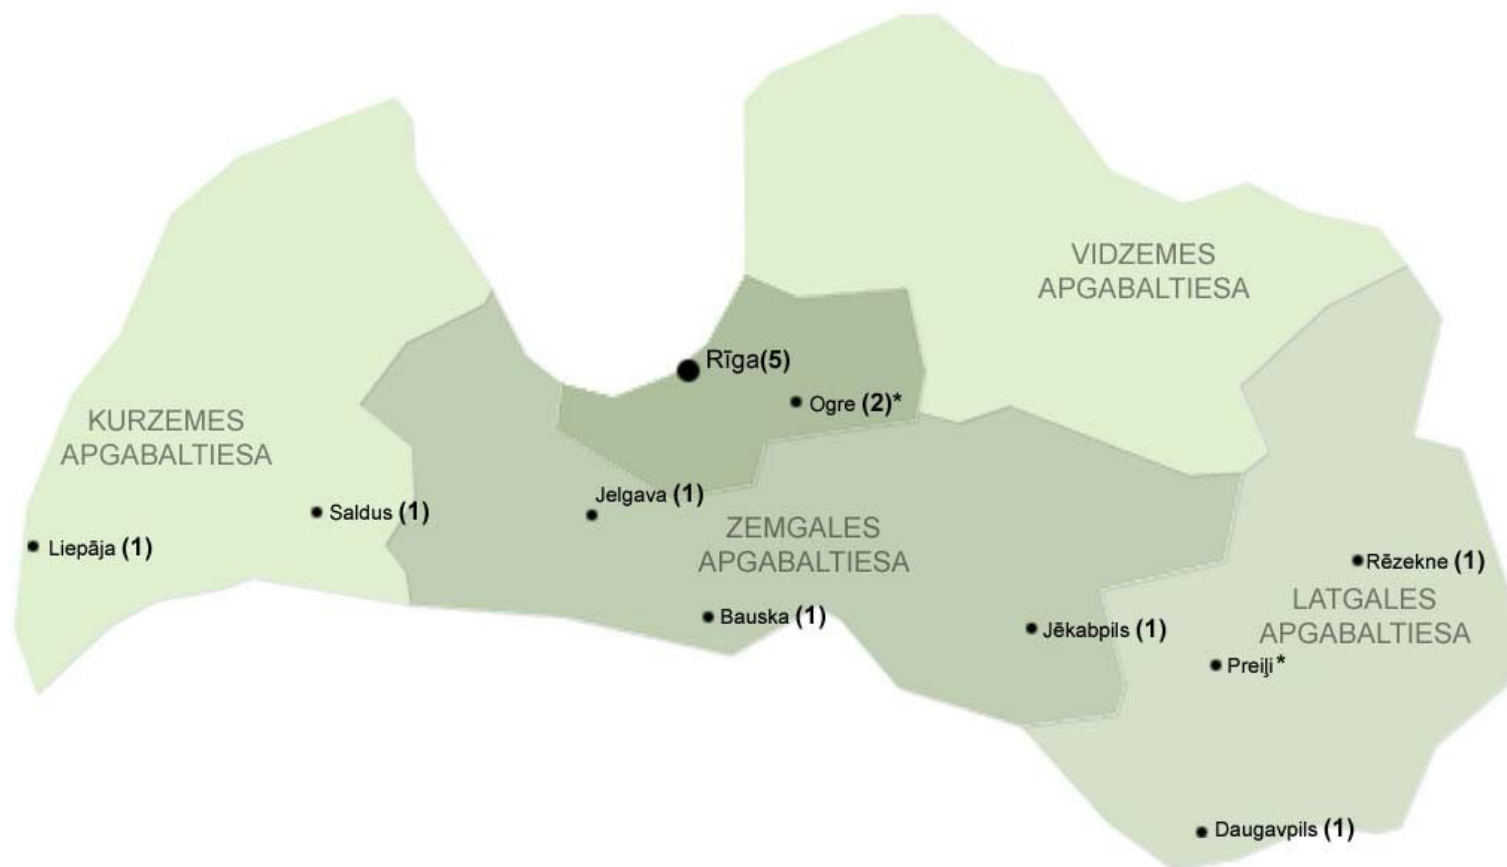 VIDZEMES
APGABALTIESA
Rīga(5)
Ogre (2)*
KURZEMES
APGABALTIESA
Jelgava (1)
Saldus (1)
ZEMGALES
APGABALTIESA
Liepāja (1)
Rēzekne (1)
LATGALES
APGABALTIESA
Bauska (1)
Jēkabpils (1)
Preiļi*
Daugavpils (1)